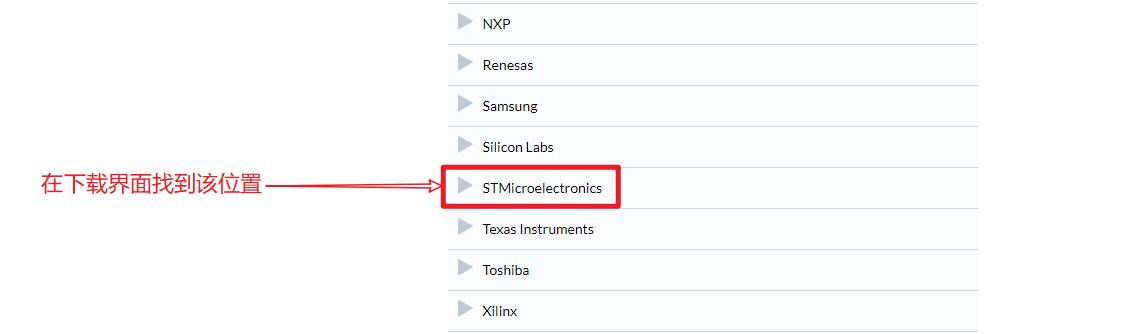 NXP
Renesas
Samsung
Silicon Labs
在下载界面找到该位置
STMicroelectronics
Texas Instruments
Toshiba
Xilinx